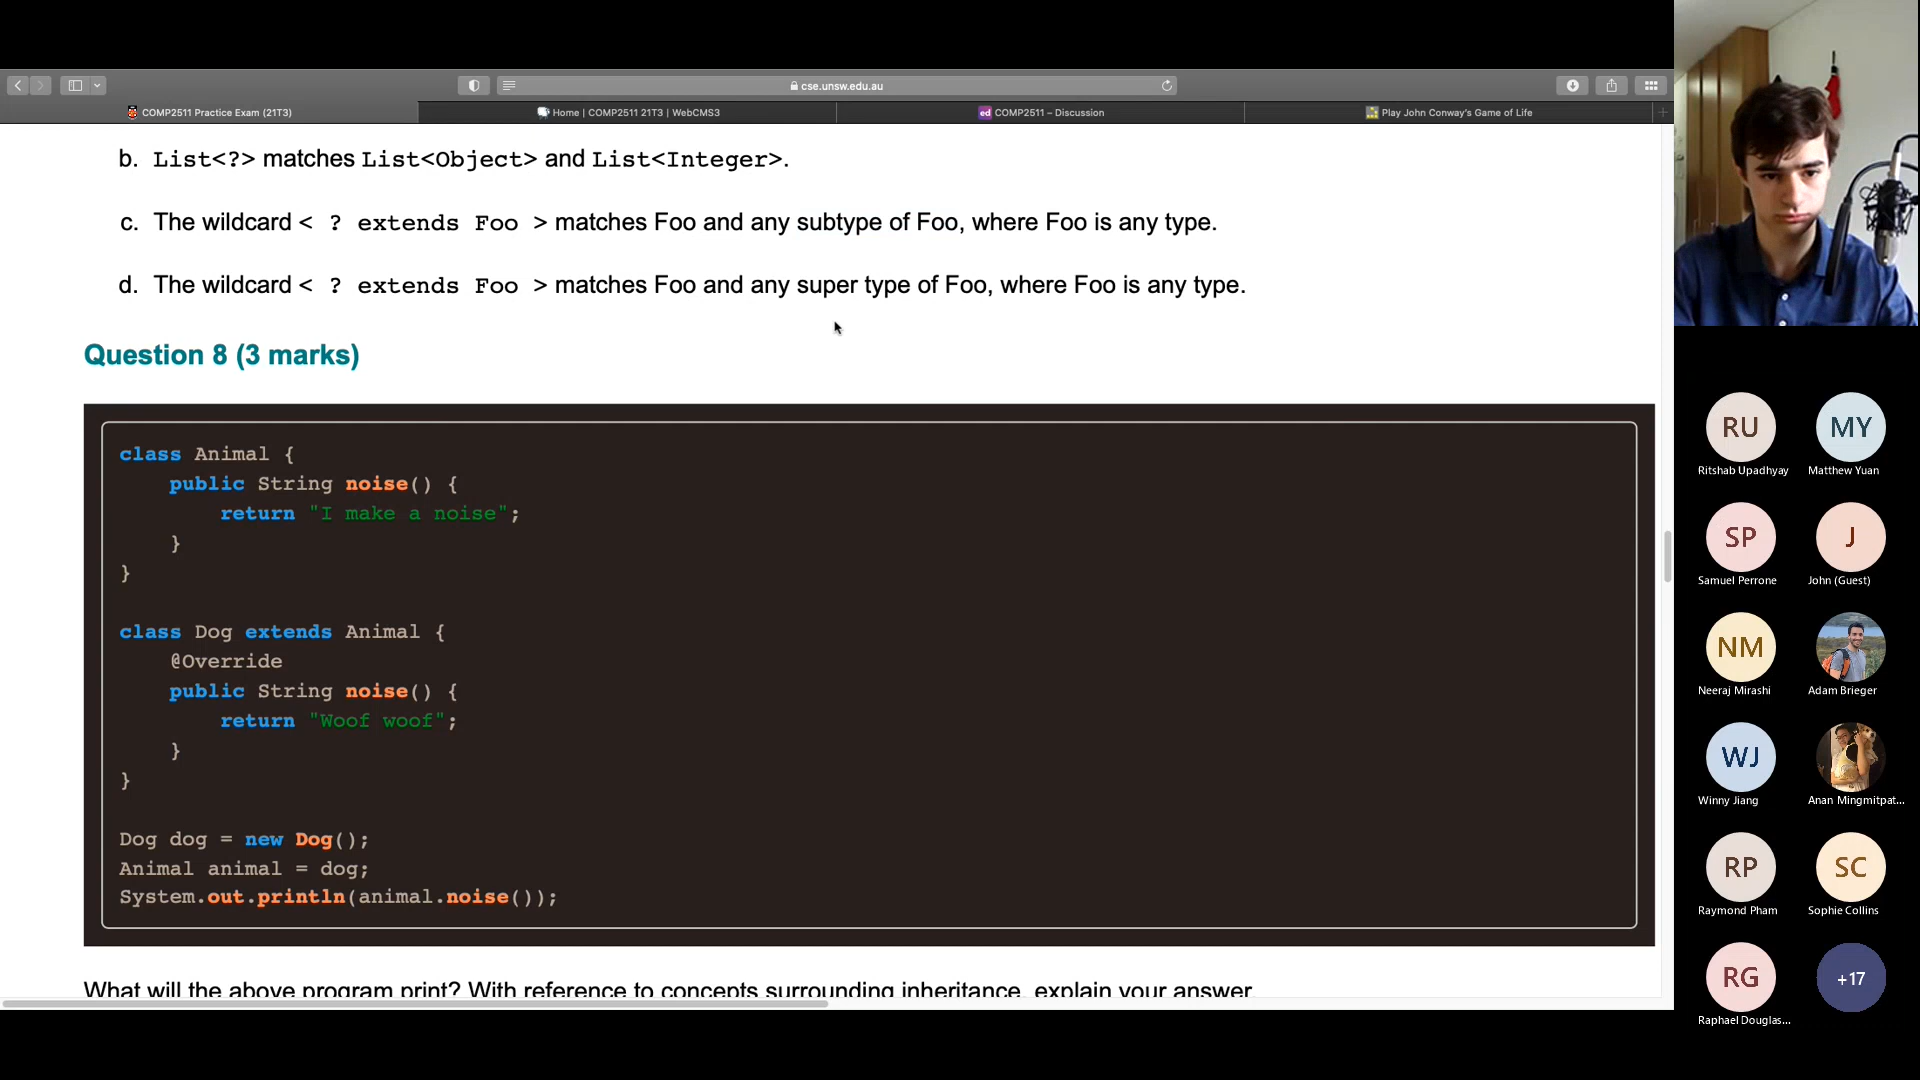 cse.unsw.edu.au
COMP2511 Practice Exam (21T3)
Home | COMP2511 21T3 | WebCMS3
ed COMP2511 – Discussion
Play John Conway's Game of Life
b. List<?> matches List<Object> and List<Integer>.
c. The wildcard < ? extends Foo > matches Foo and any subtype of Foo, where Foo is any type.
d. The wildcard < ? extends Foo > matches Foo and any super type of Foo, where Foo is any type.
Question 8 (3 marks)
class Animal {
public String noise() {
return "I make a noise";
}
}
class Dog extends Animal {
@Override
public String noise() {
return "Woof woof";
}
}
Dog dog = new Dog();
Animal animal = dog;
System.out.println(animal.noise());
What will the above program print? With reference to concepts surrounding inheritance, explain your answer
RU
MY
Ritshab Upadhyay
Matthew Yuan
SP
J
Samuel Perrone
John (Guest)
NM
Neeraj Mirashi
Adam Brieger
WJ
Winny Jiang
Anan Mingmitpat...
RP
SC
Raymond Pham
Sophie Collins
RG
+17
Raphael Douglas...